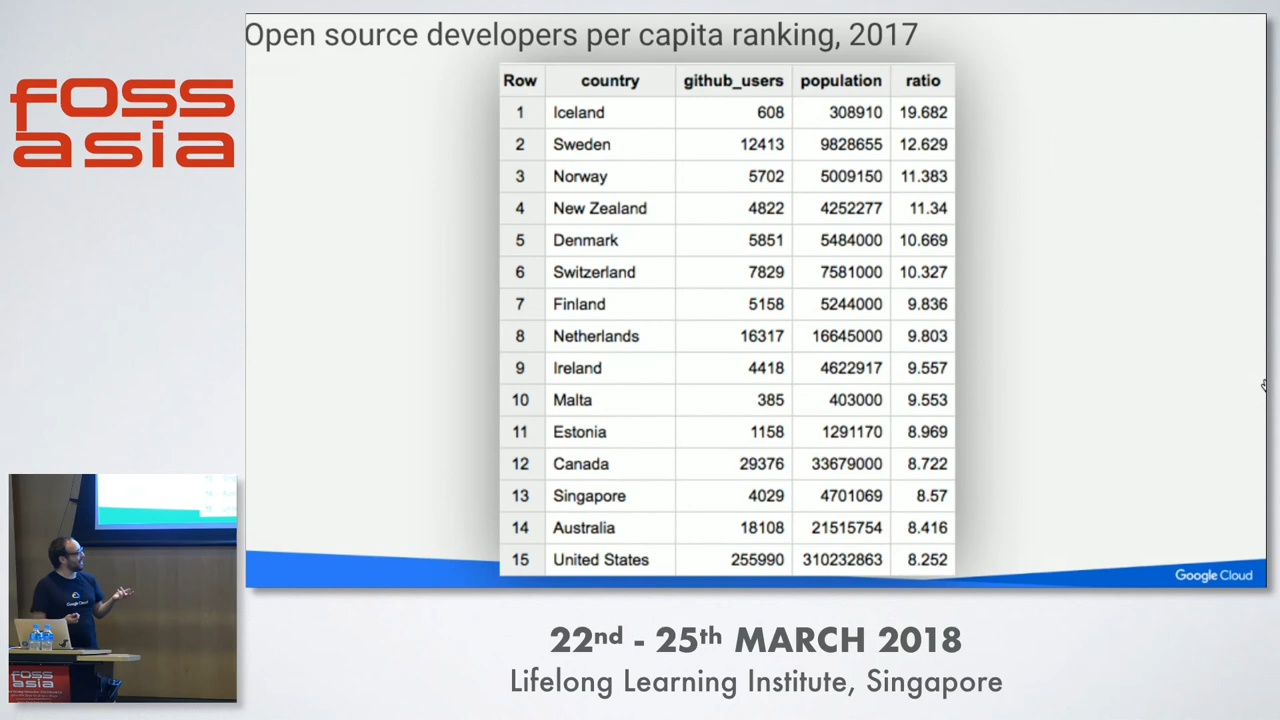 Open source developers per capita ranking, 2017
foss
asia
Row country github_users population ratio
1 Iceland 608 308910 19.682
2 Sweden 12413 9828655 12.629
3 Norway 5702 5009150 11.383
4 New Zealand 4822 4252277 11.34
5 Denmark 5851 5484000 10.669
6 Switzerland 7829 7581000 10.327
7 Finland 5158 5244000 9.836
8 Netherlands 16317 16645000 9.803
9 Ireland 4418 4622917 9.557
10 Malta 385 403000 9.553
11 Estonia 1158 1291170 8.969
12 Canada 29376 33679000 8.722
13 Singapore 4029 4701069 8.57
14 Australia 18108 21515754 8.416
15 United States 255990 310232863 8.252
Google Cloud
Google Cloud
foss
asia
22nd - 25th MARCH 2018
Lifelong Learning Institute, Singapore